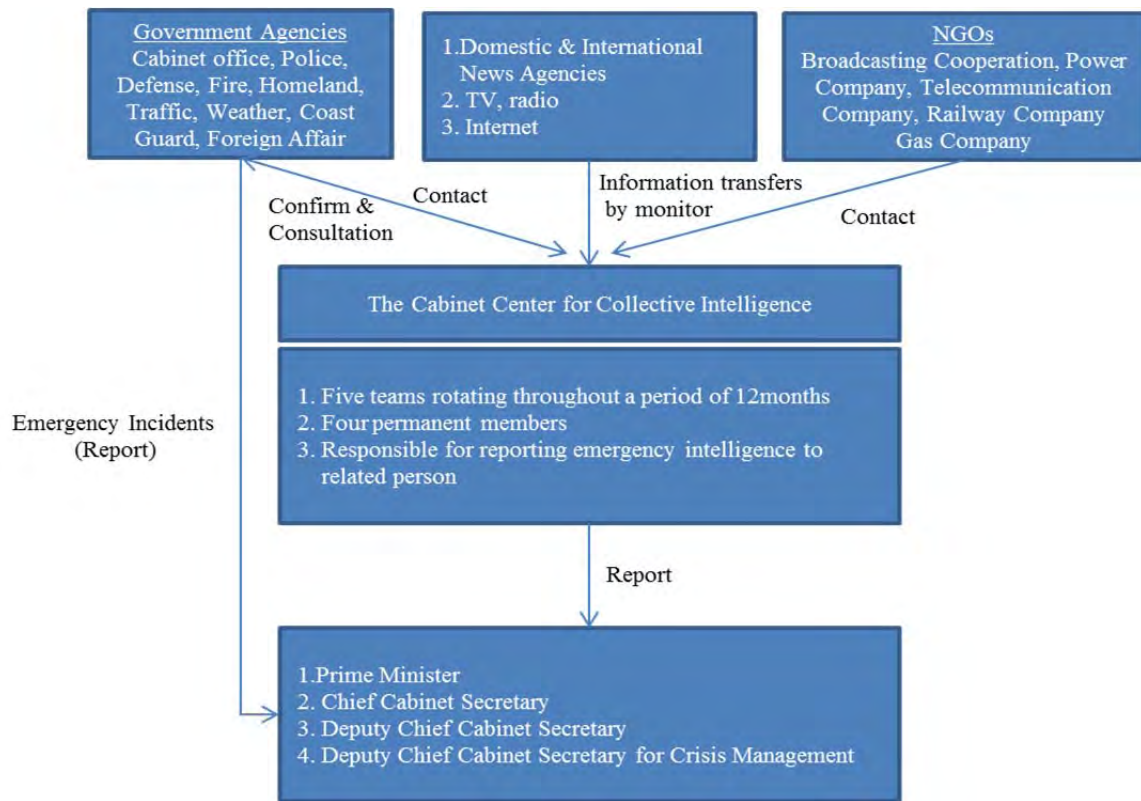 Government Agencies
Cabinet office, Police,
Defense, Fire, Homeland,
Traffic, Weather, Coast
Guard, Foreign Affair
1.Domestic & International
News Agencies
2. TV, radio
3. Internet
NGOs
Broadcasting Cooperation, Power
Company, Telecommunication
Company, Railway Company
Gas Company
Confirm &
Consultation
Contact
Information transfers
by monitor
Contact
The Cabinet Center for Collective Intelligence
1. Five teams rotating throughout a period of 12months
2. Four permanent members
3. Responsible for reporting emergency intelligence to
related person
Emergency Incidents
(Report)
Report
1.Prime Minister
2. Chief Cabinet Secretary
3. Deputy Chief Cabinet Secretary
4. Deputy Chief Cabinet Secretary for Crisis Management